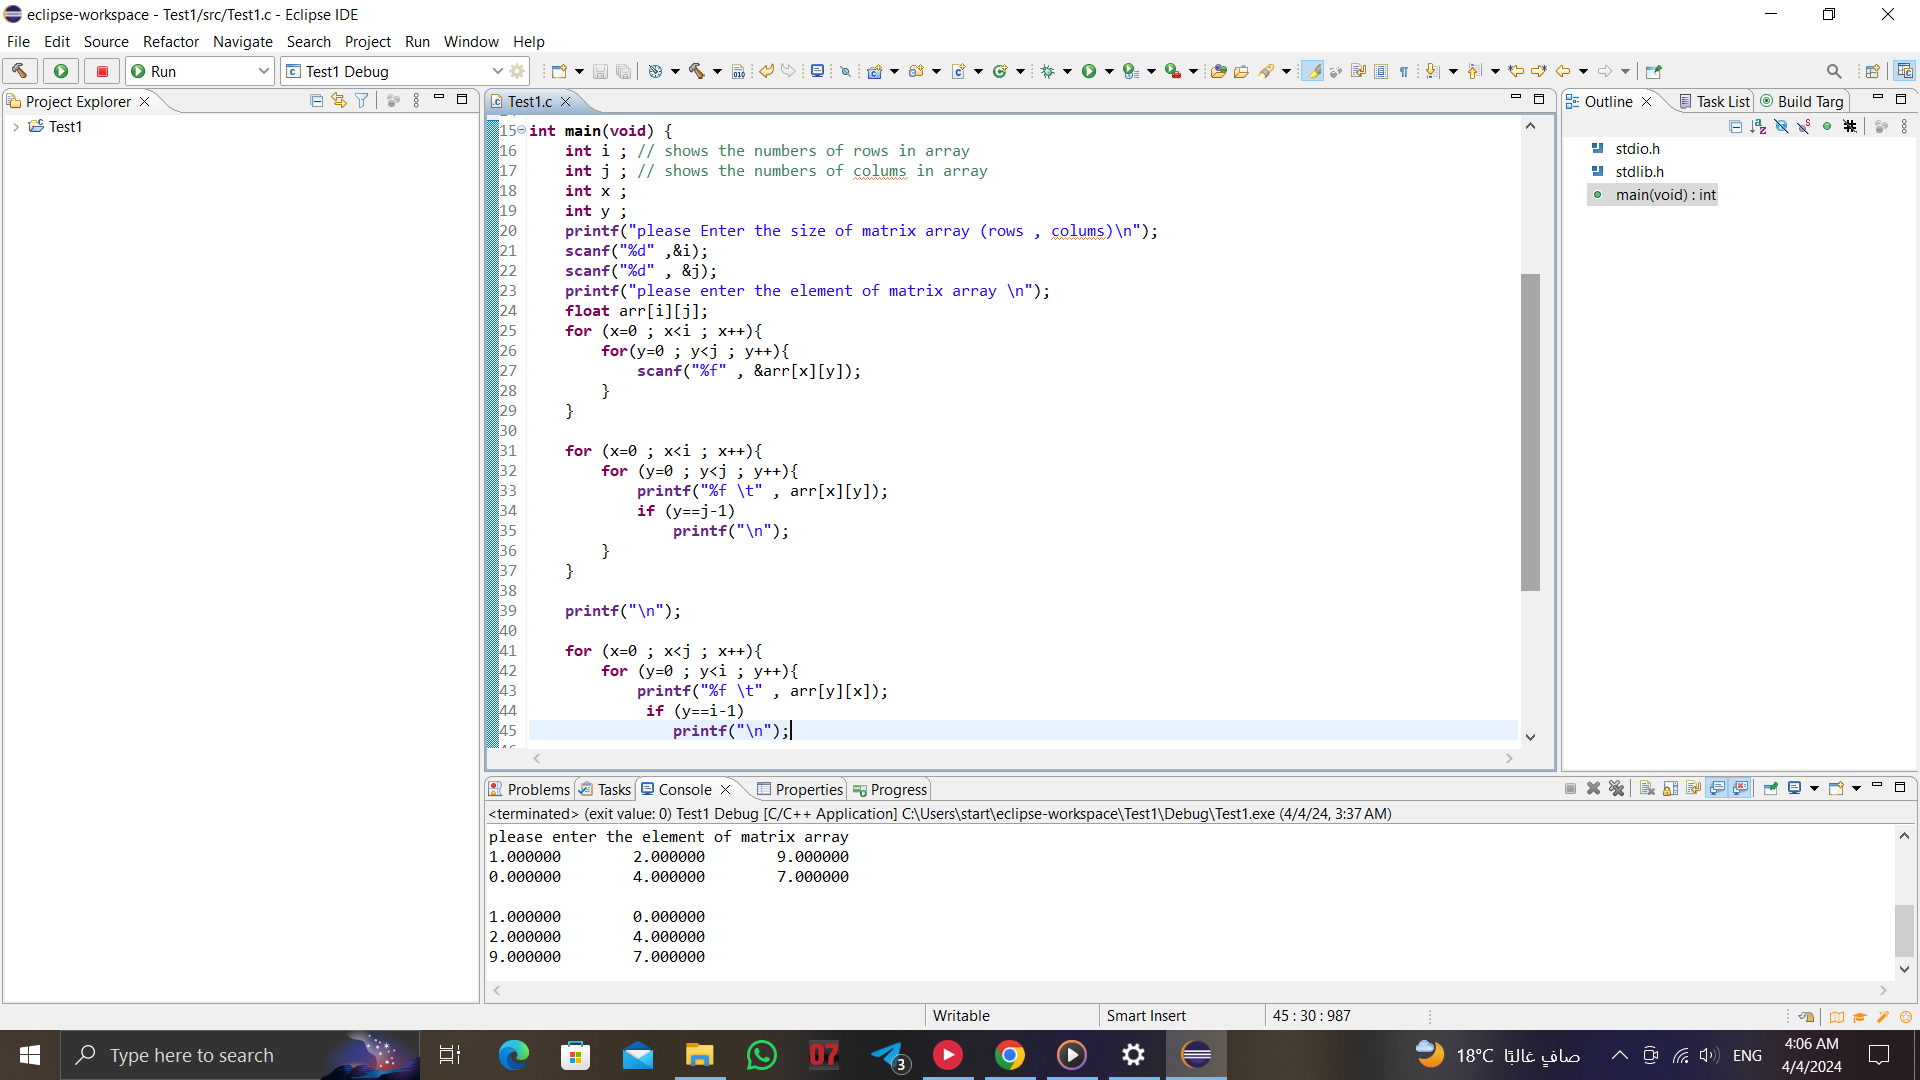 eclipse-workspace - Test1/src/Test1.c - Eclipse IDE
File Edit Source Refactor Navigate Search Project Run Window Help
Run Test1 Debug
Project Explorer
Test1
Test1.c
15 int main(void) {
16 int i ; // shows the numbers of rows in array
17 int j ; // shows the numbers of colums in array
18 int x ;
19 int y ;
20 printf("please Enter the size of matrix array (rows , colums)\n");
21 scanf("%d" ,&i);
22 scanf("%d" , &j);
23 printf("please enter the element of matrix array \n");
24 float arr[i][j];
25 for (x=0 ; x<i ; x++){
26 for(y=0 ; y<j ; y++){
27 scanf("%f" , &arr[x][y]);
28 }
29 }
30
31 for (x=0 ; x<i ; x++){
32 for (y=0 ; y<j ; y++){
33 printf("%f \t" , arr[x][y]);
34 if (y==j-1)
35 printf("\n");
36 }
37 }
38
39 printf("\n");
40
41 for (x=0 ; x<j ; x++){
42 for (y=0 ; y<i ; y++){
43 printf("%f \t" , arr[y][x]);
44 if (y==i-1)
45 printf("\n");
Outline Task List Build Targ
stdio.h
stdlib.h
main(void) : int
Problems Tasks Console Properties Progress
<terminated> (exit value: 0) Test1 Debug [C/C++ Application] C:\Users\start\eclipse-workspace\Test1\Debug\Test1.exe (4/4/24, 3:37 AM)
please enter the element of matrix array
1.000000 2.000000 9.000000
0.000000 4.000000 7.000000
1.000000 0.000000
2.000000 4.000000
9.000000 7.000000
Writable Smart Insert 45 : 30 : 987
Type here to search
07
3
18°C صافٍ غالبًا
ENG
4:06 AM
4/4/2024